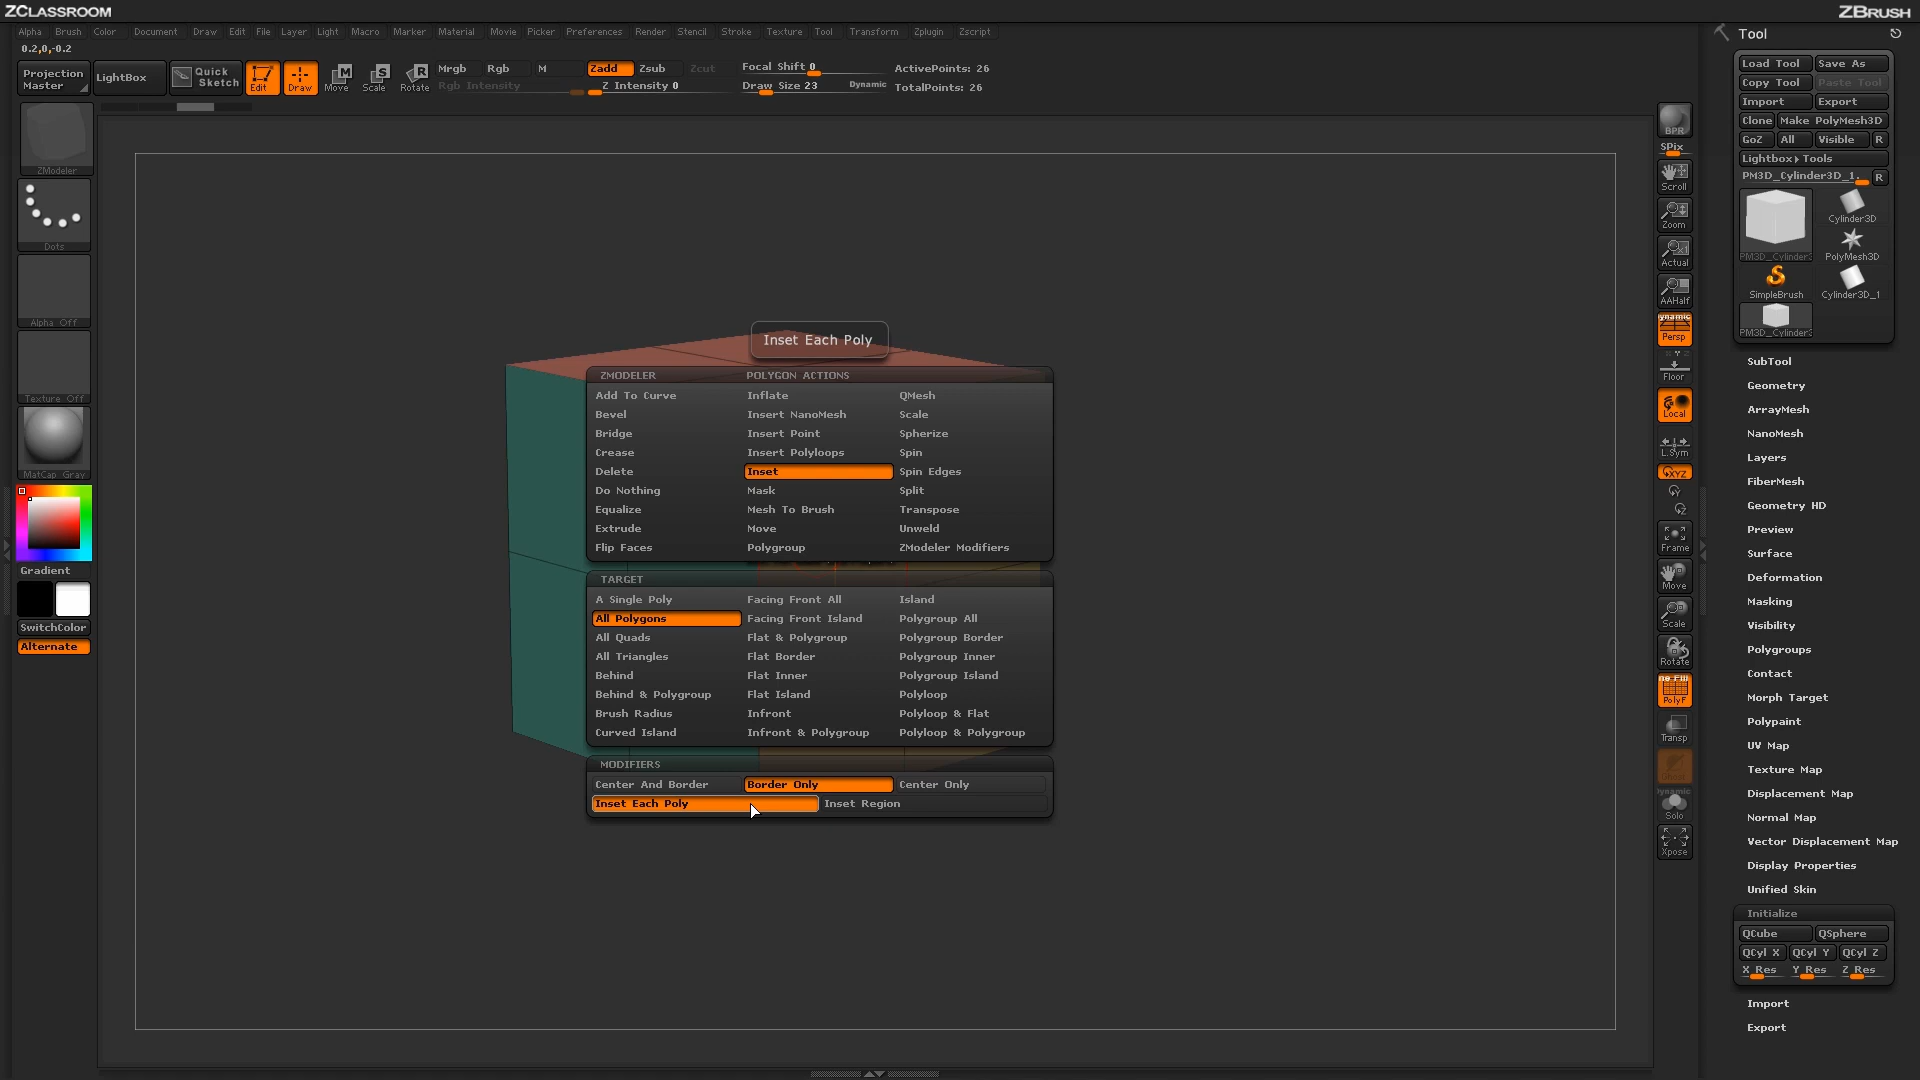 ZCLASSROOM
ZBRUSH
Alpha Brush Color Document Draw Edit File Layer Light Macro Marker Material Movie Picker Preferences Render Stencil Stroke Texture Tool Transform Zplugin Zscript
0.2,0,-0.2
Projection Master
LightBox
Quick Sketch
Edit
Draw
Move
Scale
Rotate
Mrgb Rgb M Zadd Zsub Zcut
Rgb Intensity
Z Intensity 0
Focal Shift 0
Draw Size 23
Dynamic
ActivePoints: 26
TotalPoints: 26
ZModeler
Dots
Alpha Off
Texture Off
MatCap Gray
Gradient
SwitchColor
Alternate
Inset Each Poly
ZMODELER POLYGON ACTIONS
Add To Curve Inflate QMesh
Bevel Insert NanoMesh Scale
Bridge Insert Point Spherize
Crease Insert Polyloops Spin
Delete Inset Spin Edges
Do Nothing Mask Split
Equalize Mesh To Brush Transpose
Extrude Move Unweld
Flip Faces Polygroup ZModeler Modifiers
TARGET
A Single Poly Facing Front All Island
All Polygons Facing Front Island Polygroup All
All Quads Flat & Polygroup Polygroup Border
All Triangles Flat Border Polygroup Inner
Behind Flat Inner Polygroup Island
Behind & Polygroup Flat Island Polyloop
Brush Radius Infront Polyloop & Flat
Curved Island Infront & Polygroup Polyloop & Polygroup
MODIFIERS
Center And Border Border Only Center Only
Inset Each Poly Inset Region
BPR
SPix
Scroll
Zoom
Actual
AAHalf
Persp
Floor
Local
L.Sym
XYZ
Frame
Move
Scale
Rotate
PolyF
Transp
Ghost
Dynamic
Solo
Xpose
Tool
Load Tool Save As
Copy Tool Paste Tool
Import Export
Clone Make PolyMesh3D
GoZ All Visible R
Lightbox▸Tools
PM3D_Cylinder3D_1. R
PM3D_Cylinder3
Cylinder3D
PolyMesh3D
SimpleBrush
Cylinder3D_1
PM3D_Cylinder3
SubTool
Geometry
ArrayMesh
NanoMesh
Layers
FiberMesh
Geometry HD
Preview
Surface
Deformation
Masking
Visibility
Polygroups
Contact
Morph Target
Polypaint
UV Map
Texture Map
Displacement Map
Normal Map
Vector Displacement Map
Display Properties
Unified Skin
Initialize
QCube QSphere
QCyl X QCyl Y QCyl Z
X Res Y Res Z Res
Import
Export